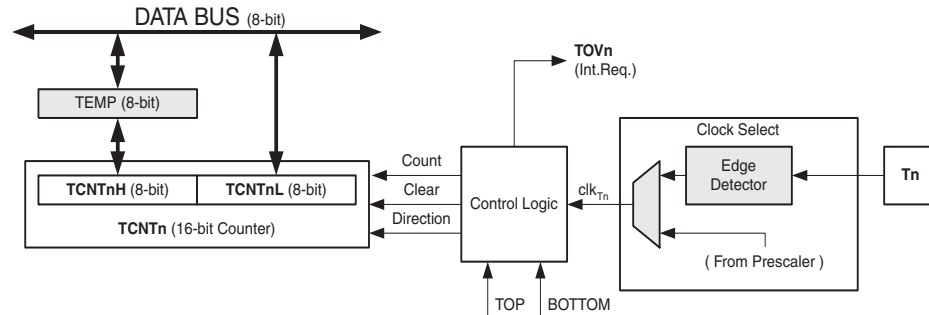 DATA BUS (8-bit)
TOVn
(Int.Req.)
TEMP (8-bit)
Clock Select
Count
Edge
Detector
Tn
TCNTnH (8-bit) TCNTnL (8-bit)
Clear
Control Logic
clkTn
TCNTn (16-bit Counter)
Direction
( From Prescaler )
TOP BOTTOM